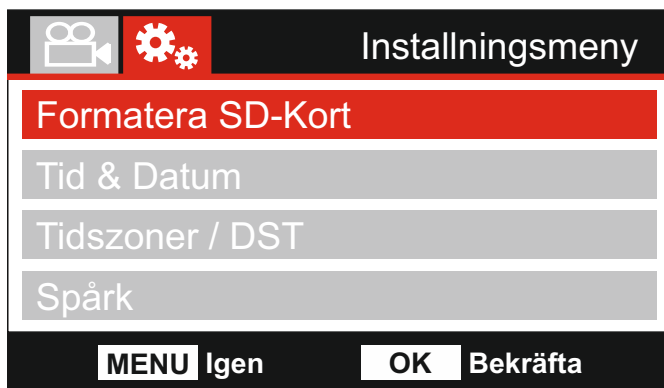 Installningsmeny
Formatera SD-Kort
Tid & Datum
Tidszoner / DST
Spårk
MENU Igen OK Bekräfta